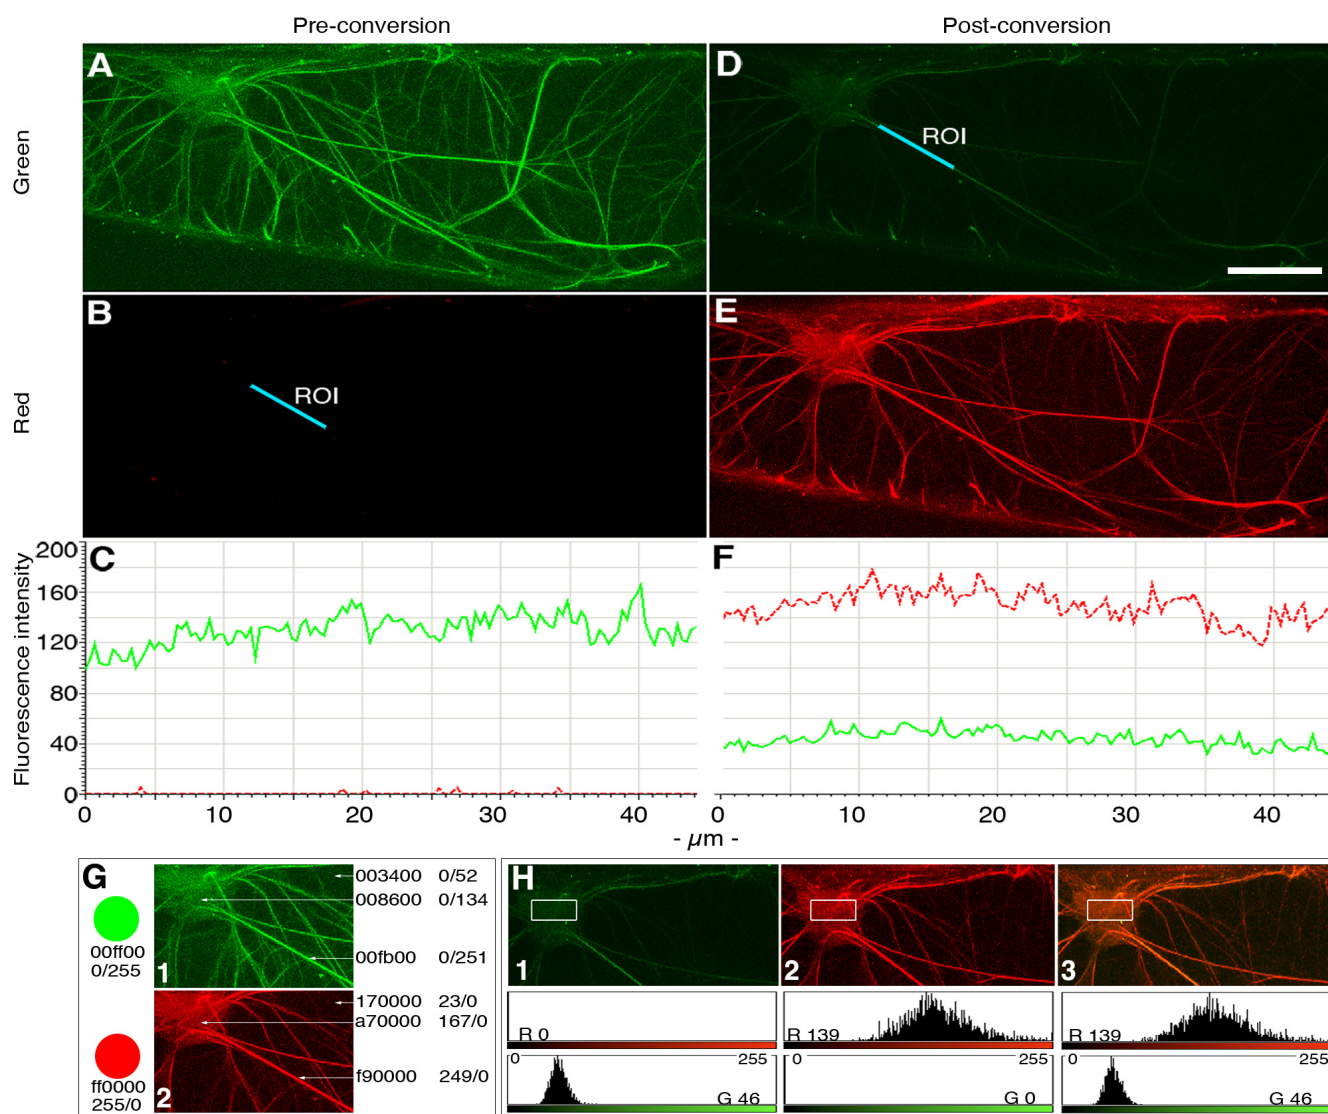 Pre-conversion
Post-conversion
Green
A
D
ROI
Red
B
ROI
E
Fluorescence intensity
C
200
160
120
80
40
0
0 10 20 30 40
F
0 10 20 30 40
- µm -
G
00ff00
0/255
1
003400 0/52
008600 0/134
00fb00 0/251
ff0000
255/0
2
170000 23/0
a70000 167/0
f90000 249/0
H
1
2
3
R 0
R 139
R 139
0 255
0 255
0 255
G 46
G 0
G 46